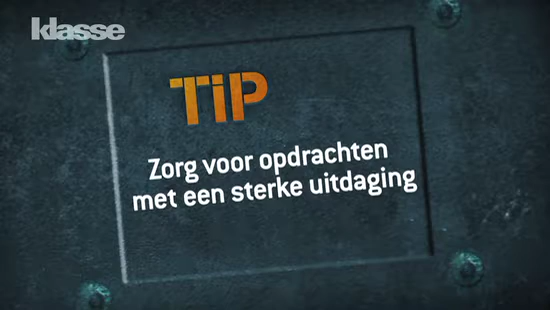 klasse
TiP
Zorg voor opdrachten
met een sterke uitdaging